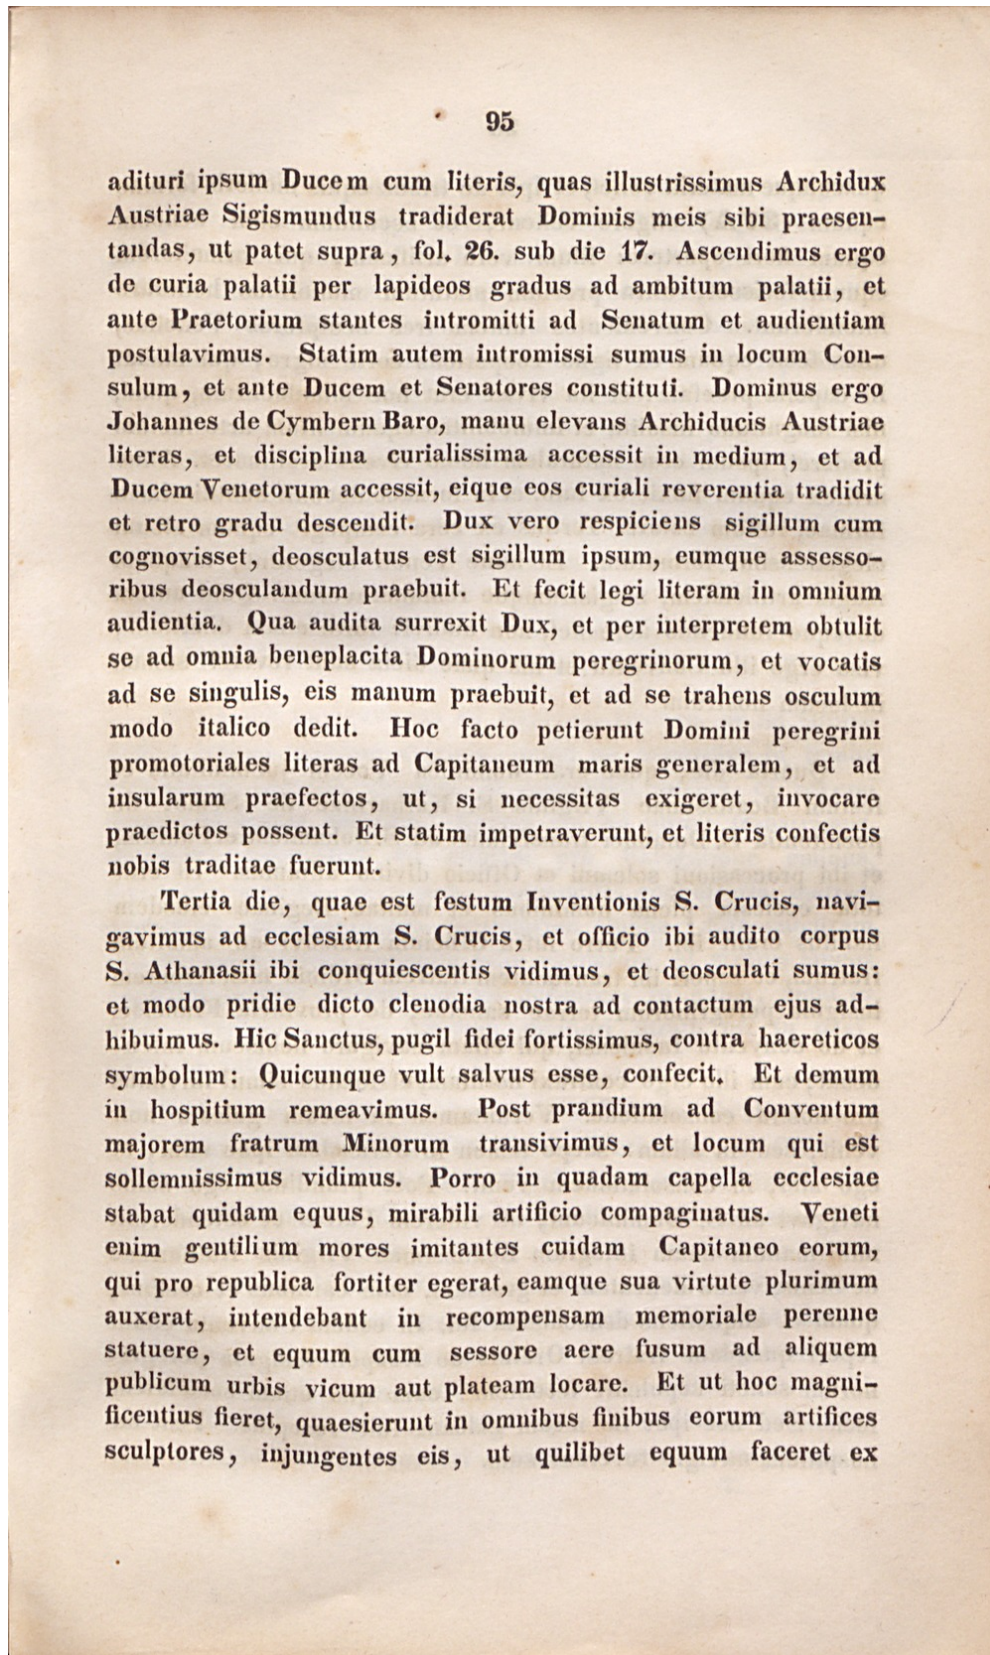 95
adituri ipsum Ducem cum literis, quas illustrissimus Archidux
Austriae Sigismundus tradiderat Dominis meis sibi praesen-
tandas, ut patet supra, fol. 26. sub die 17. Ascendimus ergo
de curia palatii per lapideos gradus ad ambitum palatii, et
ante Praetorium stantes intromitti ad Senatum et audientiam
postulavimus. Statim autem intromissi sumus in locum Con-
sulum, et ante Ducem et Senatores constituti. Dominus ergo
Johannes de Cymbern Baro, manu elevans Archiducis Austriae
literas, et disciplina curialissima accessit in medium, et ad
Ducem Venetorum accessit, eique eos curiali reverentia tradidit
et retro gradu descendit. Dux vero respiciens sigillum cum
cognovisset, deosculatus est sigillum ipsum, eumque assesso-
ribus deosculandum praebuit. Et fecit legi literam in omnium
audientia. Qua audita surrexit Dux, et per interpretem obtulit
se ad omnia beneplacita Dominorum peregrinorum, et vocatis
ad se singulis, eis manum praebuit, et ad se trahens osculum
modo italico dedit. Hoc facto petierunt Domini peregrini
promotoriales literas ad Capitaneum maris generalem, et ad
insularum praefectos, ut, si necessitas exigeret, invocare
praedictos possent. Et statim impetraverunt, et literis confectis
nobis traditae fuerunt.
Tertia die, quae est festum Inventionis S. Crucis, navi-
gavimus ad ecclesiam S. Crucis, et officio ibi audito corpus
S. Athanasii ibi conquiescentis vidimus, et deosculati sumus:
et modo pridie dicto clenodia nostra ad contactum ejus ad-
hibuimus. Hic Sanctus, pugil fidei fortissimus, contra haereticos
symbolum: Quicunque vult salvus esse, confecit. Et demum
in hospitium remeavimus. Post prandium ad Conventum
majorem fratrum Minorum transivimus, et locum qui est
sollemnissimus vidimus. Porro in quadam capella ecclesiae
stabat quidam equus, mirabili artificio compaginatus. Veneti
enim gentilium mores imitantes cuidam Capitaneo eorum,
qui pro republica fortiter egerat, eamque sua virtute plurimum
auxerat, intendebant in recompensam memoriale perenne
statuere, et equum cum sessore aere fusum ad aliquem
publicum urbis vicum aut plateam locare. Et ut hoc magni-
ficentius fieret, quaesierunt in omnibus finibus eorum artifices
sculptores, injungentes eis, ut quilibet equum faceret ex